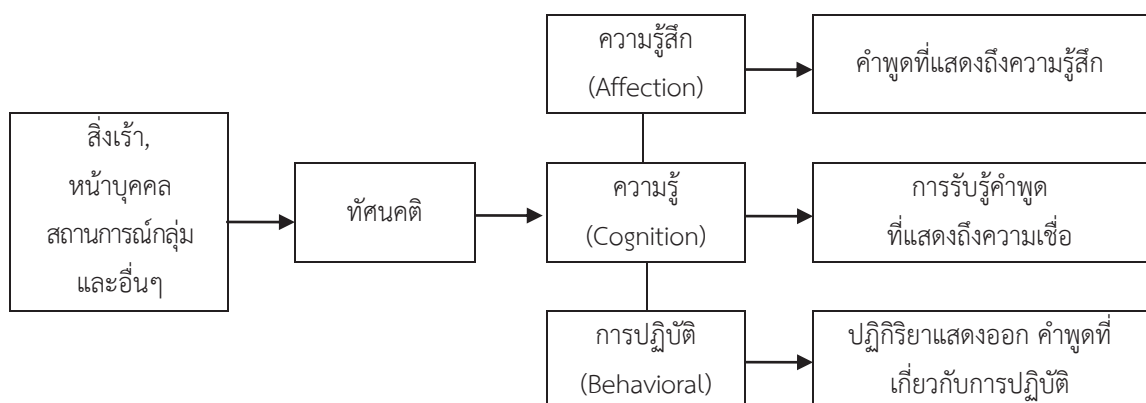 สิ่งเร้า,
หน้าบุคคล
สถานการณ์กลุ่ม
และอื่นๆ
ทัศนคติ
ความรู้สึก
(Affection)
คำพูดที่แสดงถึงความรู้สึก
ความรู้
(Cognition)
การรับรู้คำพูด
ที่แสดงถึงความเชื่อ
การปฏิบัติ
(Behavioral)
ปฏิกิริยาแสดงออก คำพูดที่
เกี่ยวกับการปฏิบัติ